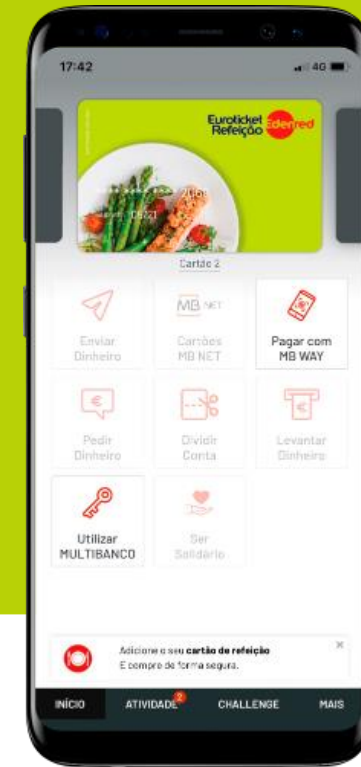 17:42
4G
Euroticket
Refeição
Edenred
Cartão 2
Enviar
Dinheiro
MB NET
Cartões
MB NET
Pagar com
MB WAY
Pedir
Dinheiro
Dividir
Conta
Levantar
Dinheiro
Utilizar
MULTIBANCO
Ser
Solidário
Adicione o seu cartão de refeição
E compre de forma segura.
INÍCIO
ATIVIDADE
2
CHALLENGE
MAIS